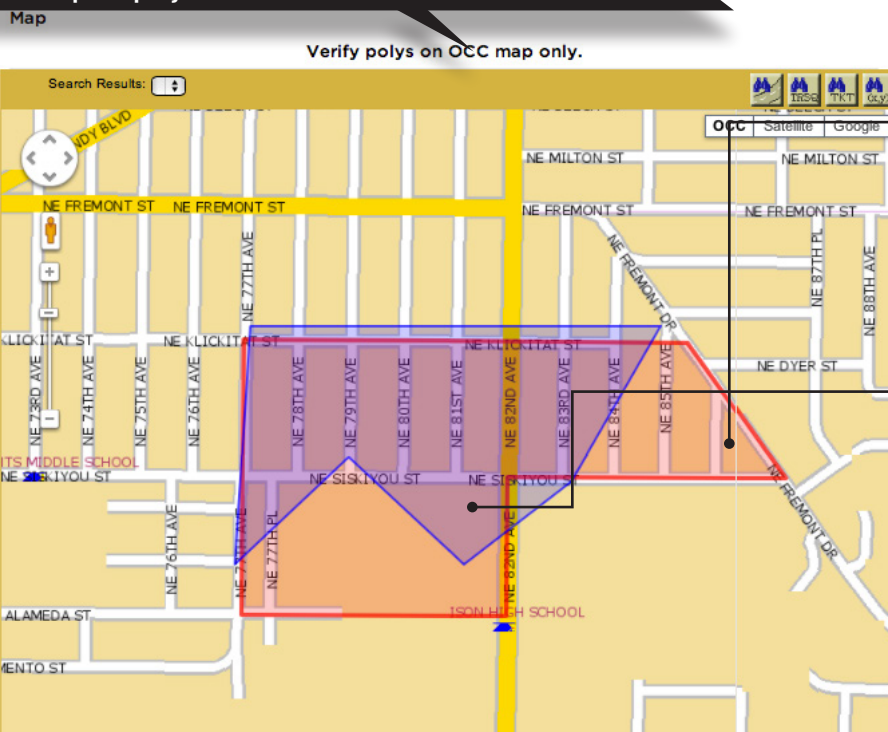 Map
Verify polys on OCC map only.
Search Results:
IRSQ
TKT
(x,y)
OCC
Satellite
Google
NDY BLVD
NE MILTON ST
NE MILTON ST
NE FREMONT ST
NE FREMONT ST
NE FREMONT ST
NE FREMONT ST
NE 77TH AVE
NE FREMONT DR
NE 87TH PL
NE 88TH AVE
KLICKITAT ST
NE KLICKITAT ST
NE KLICKITAT ST
NE DYER ST
NE 73RD AVE
NE 74TH AVE
NE 75TH AVE
NE 76TH AVE
NE 78TH AVE
NE 79TH AVE
NE 80TH AVE
NE 81ST AVE
NE 82ND AVE
NE 83RD AVE
NE 84TH AVE
NE 85TH AVE
ITS MIDDLE SCHOOL
NE SISKIYOU ST
NE SISKIYOU ST
NE SISKIYOU ST
NE FREMONT DR
NE 76TH AVE
NE 77TH AVE
NE 77TH PL
NE 82ND AVE
ALAMEDA ST
ISON HIGH SCHOOL
MENTO ST